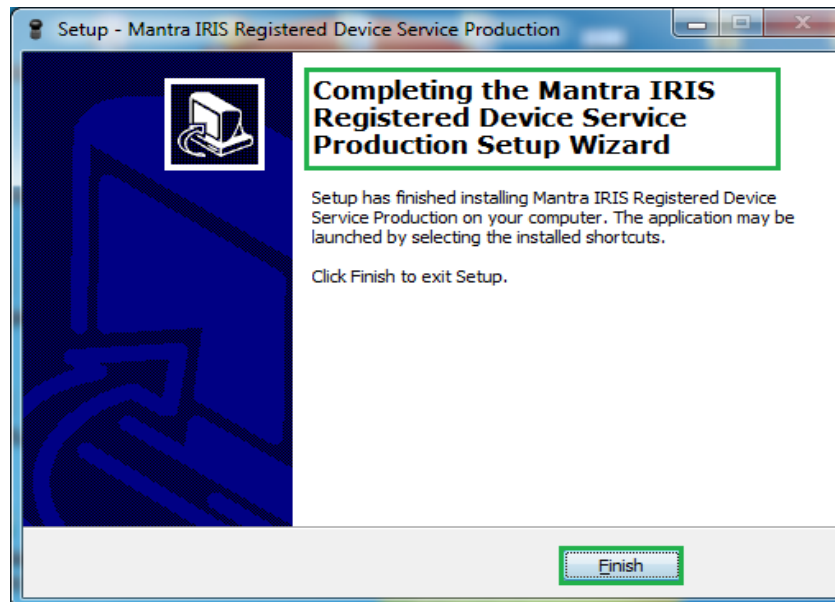 Setup - Mantra IRIS Registered Device Service Production
Completing the Mantra IRIS
Registered Device Service
Production Setup Wizard
Setup has finished installing Mantra IRIS Registered Device
Service Production on your computer. The application may be
launched by selecting the installed shortcuts.
Click Finish to exit Setup.
Finish